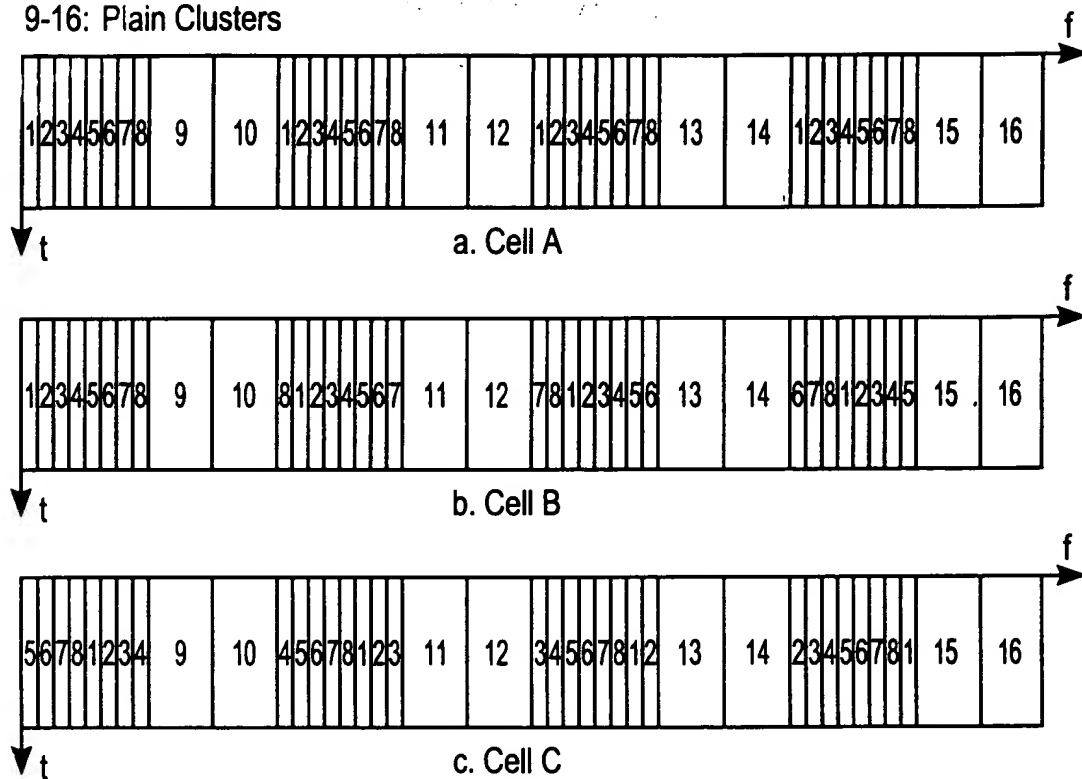 9-16: Plain Clusters
f
1 2 3 4 5 6 7 8 9 10 1 2 3 4 5 6 7 8 11 12 1 2 3 4 5 6 7 8 13 14 1 2 3 4 5 6 7 8 15 16
t
a. Cell A
f
1 2 3 4 5 6 7 8 9 10 8 1 2 3 4 5 6 7 11 12 7 8 1 2 3 4 5 6 13 14 6 7 8 1 2 3 4 5 15 16
t
b. Cell B
f
5 6 7 8 1 2 3 4 9 10 4 5 6 7 8 1 2 3 11 12 3 4 5 6 7 8 1 2 13 14 2 3 4 5 6 7 8 1 15 16
t
c. Cell C